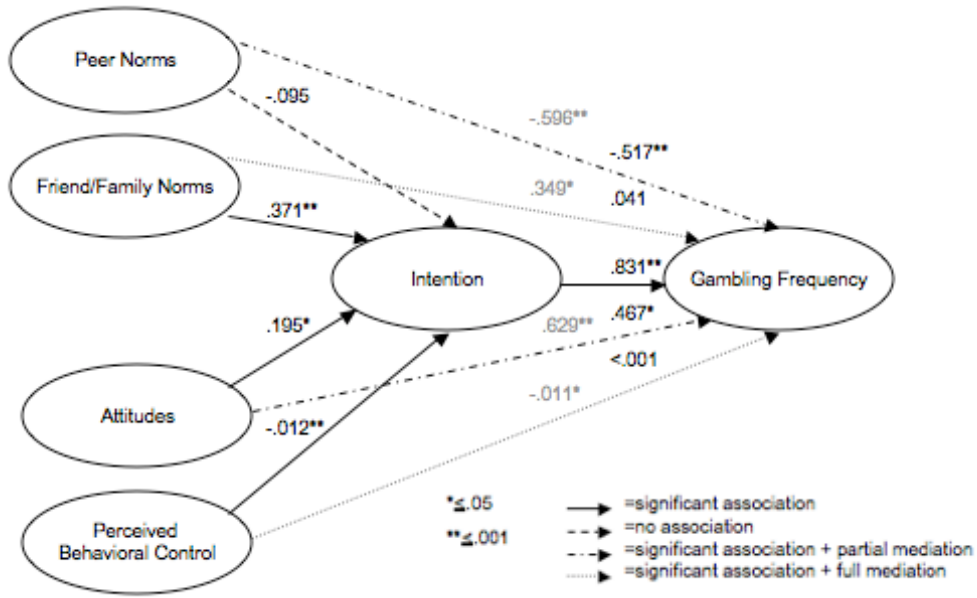 Peer Norms
-.095
-.596**
-.517**
Friend/Family Norms
.349*
.041
.371**
Intention
.831**
Gambling Frequency
.195*
.629**
.467*
<.001
Attitudes
-.012**
-.011*
Perceived
Behavioral Control
*≤.05
**≤.001
=significant association
=no association
=significant association + partial mediation
=significant association + full mediation